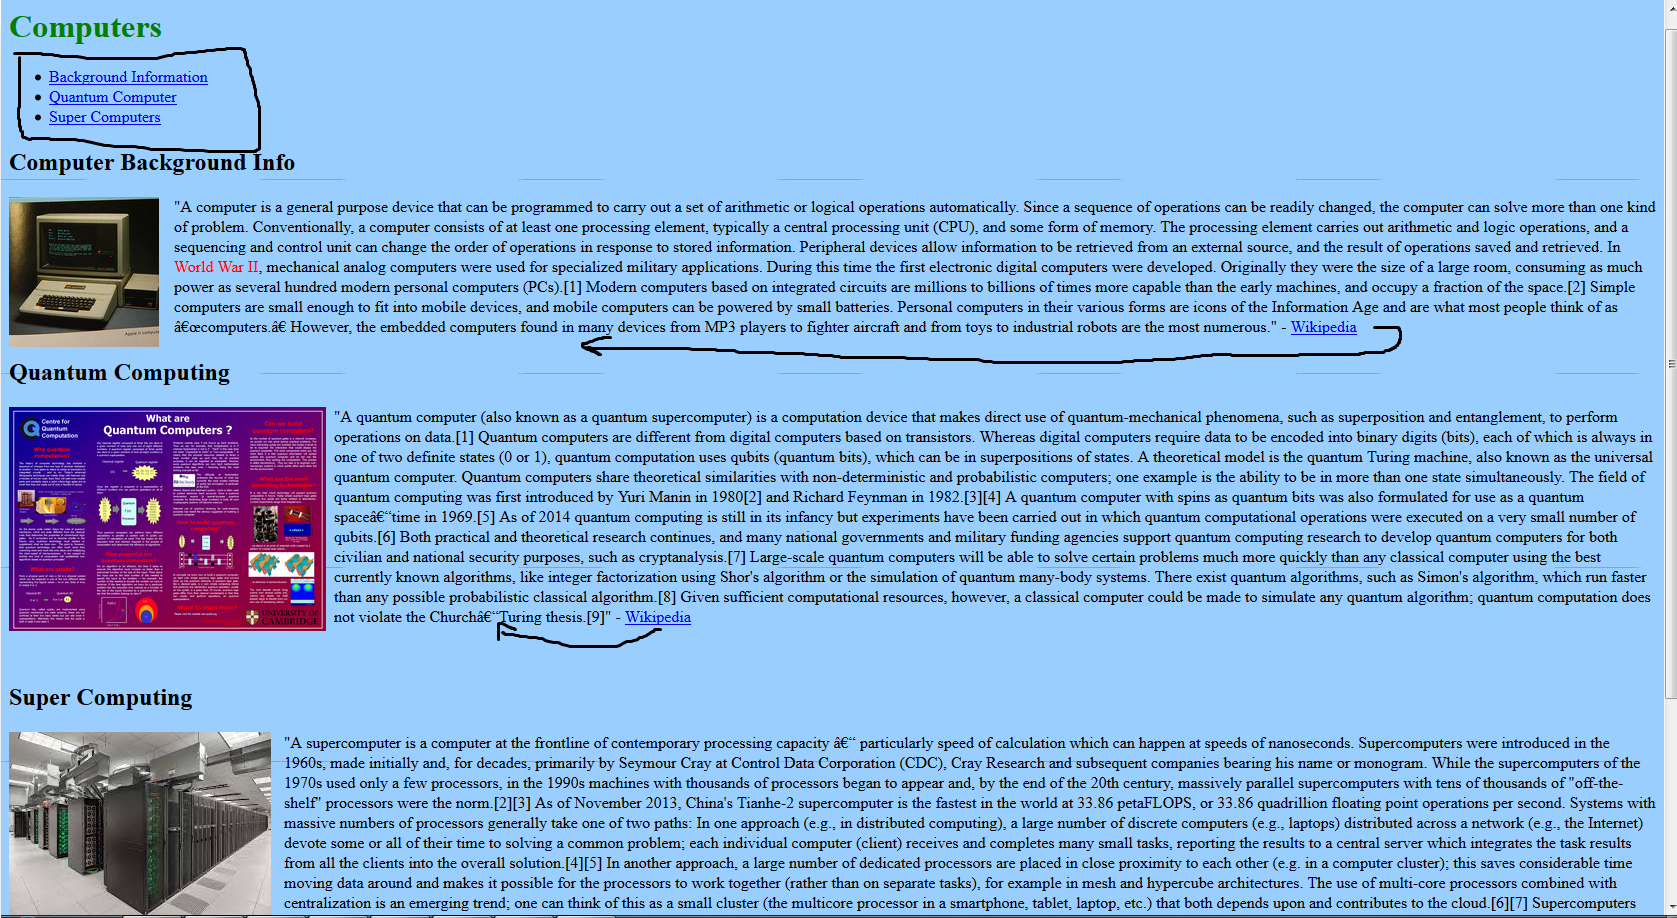 Computers
Background Information
Quantum Computer
Super Computers
Computer Background Info
"A computer is a general purpose device that can be programmed to carry out a set of arithmetic or logical operations automatically. Since a sequence of operations can be readily changed, the computer can solve more than one kind
of problem. Conventionally, a computer consists of at least one processing element, typically a central processing unit (CPU), and some form of memory. The processing element carries out arithmetic and logic operations, and a
sequencing and control unit can change the order of operations in response to stored information. Peripheral devices allow information to be retrieved from an external source, and the result of operations saved and retrieved. In
World War II, mechanical analog computers were used for specialized military applications. During this time the first electronic digital computers were developed. Originally they were the size of a large room, consuming as much
power as several hundred modern personal computers (PCs).[1] Modern computers based on integrated circuits are millions to billions of times more capable than the early machines, and occupy a fraction of the space.[2] Simple
computers are small enough to fit into mobile devices, and mobile computers can be powered by small batteries. Personal computers in their various forms are icons of the Information Age and are what most people think of as
â€œcomputers.â€ However, the embedded computers found in many devices from MP3 players to fighter aircraft and from toys to industrial robots are the most numerous." - Wikipedia
Quantum Computing
Centre for
Quantum
Computation
What are
Quantum Computers ?
Why quantum
computation?
What are qubits?
How powerful are
quantum computers?
How to build quantum
computers?
Can we build
quantum computers?
What are the most
promising technologies?
Want to learn more?
UNIVERSITY OF
CAMBRIDGE
"A quantum computer (also known as a quantum supercomputer) is a computation device that makes direct use of quantum-mechanical phenomena, such as superposition and entanglement, to perform
operations on data.[1] Quantum computers are different from digital computers based on transistors. Whereas digital computers require data to be encoded into binary digits (bits), each of which is always in
one of two definite states (0 or 1), quantum computation uses qubits (quantum bits), which can be in superpositions of states. A theoretical model is the quantum Turing machine, also known as the universal
quantum computer. Quantum computers share theoretical similarities with non-deterministic and probabilistic computers; one example is the ability to be in more than one state simultaneously. The field of
quantum computing was first introduced by Yuri Manin in 1980[2] and Richard Feynman in 1982.[3][4] A quantum computer with spins as quantum bits was also formulated for use as a quantum
spaceâ€“time in 1969.[5] As of 2014 quantum computing is still in its infancy but experiments have been carried out in which quantum computational operations were executed on a very small number of
qubits.[6] Both practical and theoretical research continues, and many national governments and military funding agencies support quantum computing research to develop quantum computers for both
civilian and national security purposes, such as cryptanalysis.[7] Large-scale quantum computers will be able to solve certain problems much more quickly than any classical computer using the best
currently known algorithms, like integer factorization using Shor's algorithm or the simulation of quantum many-body systems. There exist quantum algorithms, such as Simon's algorithm, which run faster
than any possible probabilistic classical algorithm.[8] Given sufficient computational resources, however, a classical computer could be made to simulate any quantum algorithm; quantum computation does
not violate the Churchâ€“Turing thesis.[9]" - Wikipedia
Super Computing
"A supercomputer is a computer at the frontline of contemporary processing capacity â€“ particularly speed of calculation which can happen at speeds of nanoseconds. Supercomputers were introduced in the
1960s, made initially and, for decades, primarily by Seymour Cray at Control Data Corporation (CDC), Cray Research and subsequent companies bearing his name or monogram. While the supercomputers of the
1970s used only a few processors, in the 1990s machines with thousands of processors began to appear and, by the end of the 20th century, massively parallel supercomputers with tens of thousands of "off-the-
shelf" processors were the norm.[2][3] As of November 2013, China's Tianhe-2 supercomputer is the fastest in the world at 33.86 petaFLOPS, or 33.86 quadrillion floating point operations per second. Systems with
massive numbers of processors generally take one of two paths: In one approach (e.g., in distributed computing), a large number of discrete computers (e.g., laptops) distributed across a network (e.g., the Internet)
devote some or all of their time to solving a common problem; each individual computer (client) receives and completes many small tasks, reporting the results to a central server which integrates the task results
from all the clients into the overall solution.[4][5] In another approach, a large number of dedicated processors are placed in close proximity to each other (e.g. in a computer cluster); this saves considerable time
moving data around and makes it possible for the processors to work together (rather than on separate tasks), for example in mesh and hypercube architectures. The use of multi-core processors combined with
centralization is an emerging trend; one can think of this as a small cluster (the multicore processor in a smartphone, tablet, laptop, etc.) that both depends upon and contributes to the cloud.[6][7] Supercomputers